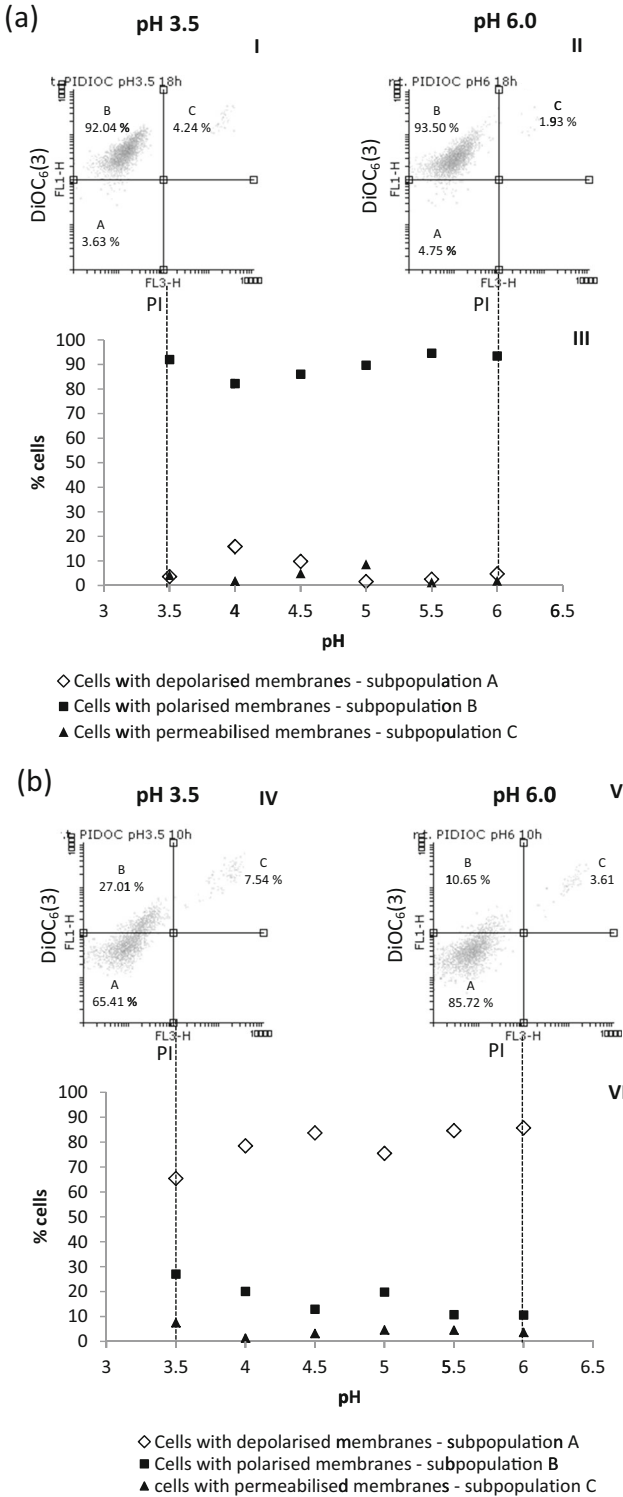 (a)
pH 3.5
pH 6.0
I
II
ɪt. PIDIOC pH3.5 18h
nt. PIDIOC pH6 18h
B
92.04 %
C
4.24 %
B
93.50 %
C
1.93 %
DiOC6(3)
FL1-H
DiOC6(3)
FL1-H
A
3.63 %
A
4.75 %
FL3-H
FL3-H
PI
PI
III
100
90
80
70
60
50
40
30
20
10
0
% cells
3
3.5
4
4.5
5
5.5
6
6.5
pH
Cells with depolarised membranes - subpopulation A
Cells with polarised membranes - subpopulation B
Cells with permeabilised membranes - subpopulation C
(b)
pH 3.5
IV
pH 6.0
V
PIDOC pH3.5 10h
nt. PIDIOC pH6 10h
B
27.01 %
C
7.54 %
B
10.65 %
C
3.61
DiOC6(3)
FL1-H
DiOC6(3)
FL1-H
A
65.41 %
A
85.72 %
FL3-H
FL3-H
PI
PI
100
90
80
70
60
50
40
30
20
10
0
% cells
3
3.5
4
4.5
5
5.5
6
6.5
pH
Cells with depolarised membranes - subpopulation A
Cells with polarised membranes - subpopulation B
cells with permeabilised membranes - subpopulation C